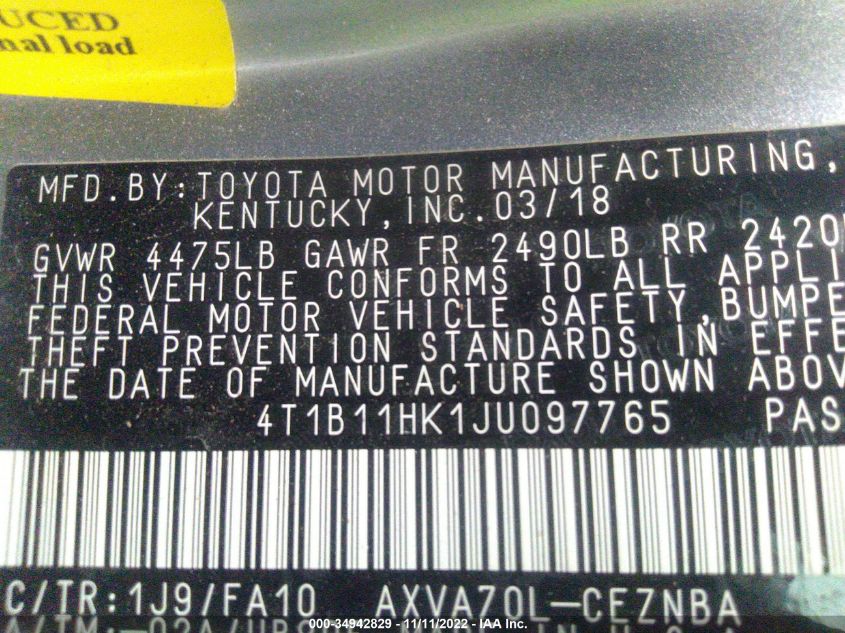 UCED
nal load
MFD.BY:TOYOTA MOTOR MANUFACTURING,
KENTUCKY,INC.03/18
GVWR 4475LB GAWR FR 2490LB RR 2420
THIS VEHICLE CONFORMS TO ALL APPLI
FEDERAL MOTOR VEHICLE SAFETY,BUMPE
THEFT PREVENTION STANDARDS IN EFFE
THE DATE OF MANUFACTURE SHOWN ABOV
4T1B11HK1JU097765 PAS
C/TR:1J9/FA10 AXVA70L-CEZNBA
A/TM:-02A/
000-34942829 - 11/11/2022 - IAA Inc.